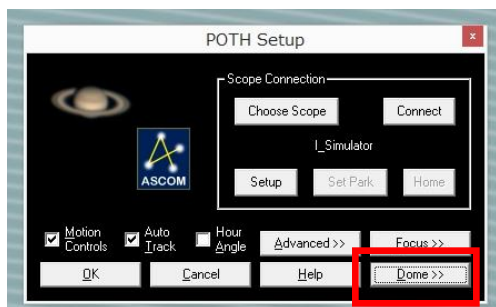 POTH Setup
x
Scope Connection
Choose Scope
Connect
I_Simulator
ASCOM
Setup
Set Park
Home
Motion Controls
Auto Track
Hour Angle
Advanced >>
Focus >>
OK
Cancel
Help
Dome >>